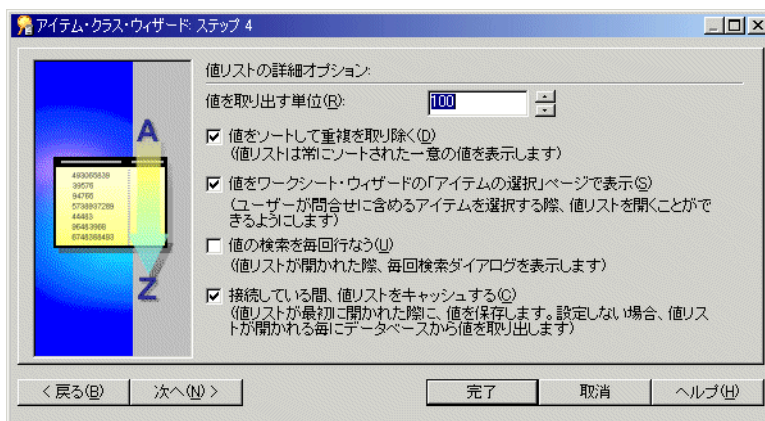 アイテム・クラス・ウィザード: ステップ 4
値リストの詳細オプション:
値を取り出す単位(R):
100
値をソートして重複を取り除く(D)
(値リストは常にソートされた一意の値を表示します)
値をワークシート・ウィザードの「アイテムの選択」ページで表示(S)
(ユーザーが問合せに含めるアイテムを選択する際、値リストを開くことがで
きるようにします)
値の検索を毎回行なう(U)
(値リストが開かれた際、毎回検索ダイアログを表示します)
接続している間、値リストをキャッシュする(C)
(値リストが最初に開かれた際に、値を保存します。設定しない場合、値リス
トが開かれる毎にデータベースから値を取り出します)
A
493065639
39576
94766
5738937289
44463
96453966
6746366493
Z
< 戻る(B)
次へ(N) >
完了
取消
ヘルプ(H)